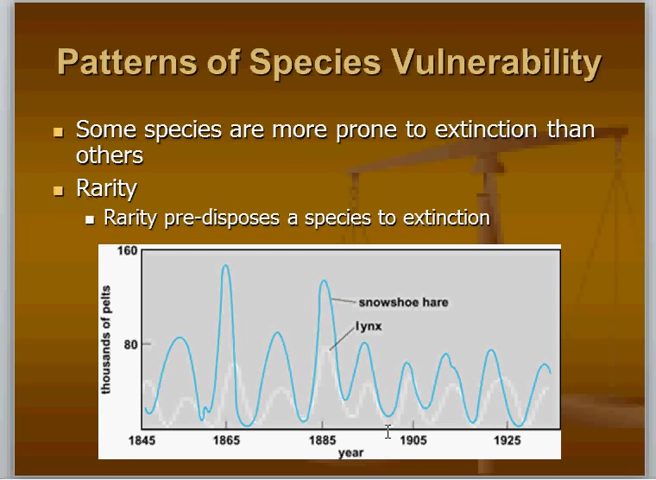 Patterns of Species Vulnerability
Some species are more prone to extinction than
others
Rarity
Rarity pre-disposes a species to extinction
160
snowshoe hare
lynx
80
thousands of pelts
1845 1865 1885 1905 1925
year